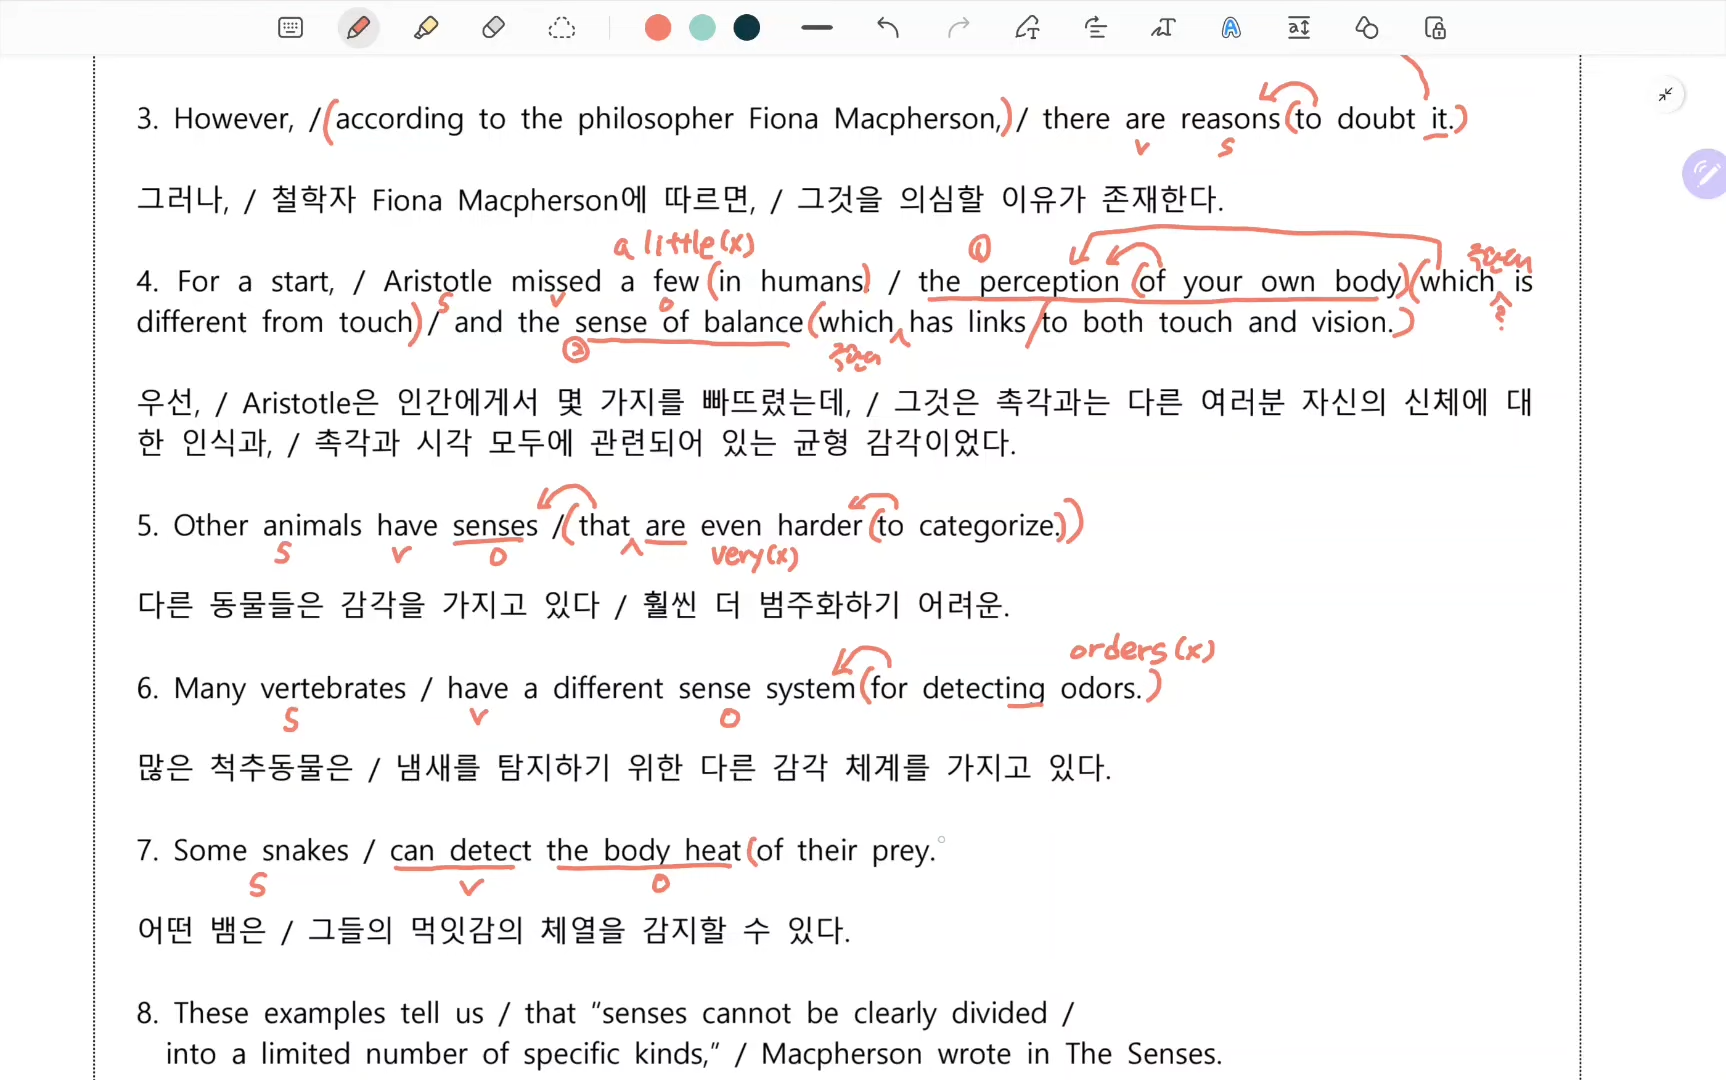 3. However, / (according to the philosopher Fiona Macpherson,) / there are reasons (to doubt it.)
v s
그러나, / 철학자 Fiona Macpherson에 따르면, / 그것을 의심할 이유가 존재한다.
a little(x) ① 주관대
4. For a start, / Aristotle missed a few (in humans) / the perception (of your own body) (which is
s v o
different from touch) / and the sense of balance (which has links / to both touch and vision.)
② 주관대
우선, / Aristotle은 인간에게서 몇 가지를 빠뜨렸는데, / 그것은 촉각과는 다른 여러분 자신의 신체에 대
한 인식과, / 촉각과 시각 모두에 관련되어 있는 균형 감각이었다.
5. Other animals have senses / (that are even harder (to categorize.))
s v o very(x)
다른 동물들은 감각을 가지고 있다 / 훨씬 더 범주화하기 어려운.
orders(x)
6. Many vertebrates / have a different sense system (for detecting odors.)
s v o
많은 척추동물은 / 냄새를 탐지하기 위한 다른 감각 체계를 가지고 있다.
7. Some snakes / can detect the body heat (of their prey.
s v o
어떤 뱀은 / 그들의 먹잇감의 체열을 감지할 수 있다.
8. These examples tell us / that “senses cannot be clearly divided /
into a limited number of specific kinds,” / Macpherson wrote in The Senses.